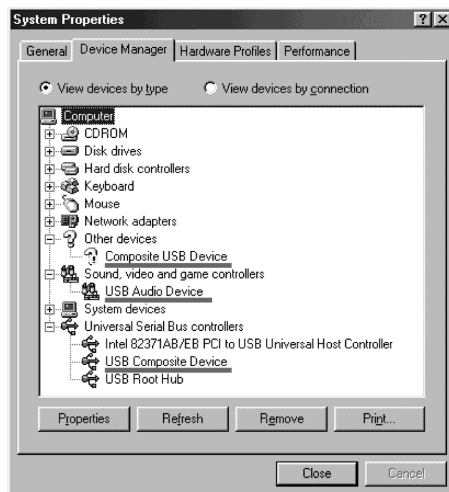 System Properties
General Device Manager Hardware Profiles Performance
View devices by type View devices by connection
Computer
CDROM
Disk drives
Hard disk controllers
Keyboard
Mouse
Network adapters
Other devices
Composite USB Device
Sound, video and game controllers
USB Audio Device
System devices
Universal Serial Bus controllers
Intel 82371AB/EB PCI to USB Universal Host Controller
USB Composite Device
USB Root Hub
Properties Refresh Remove Print...
Close Cancel